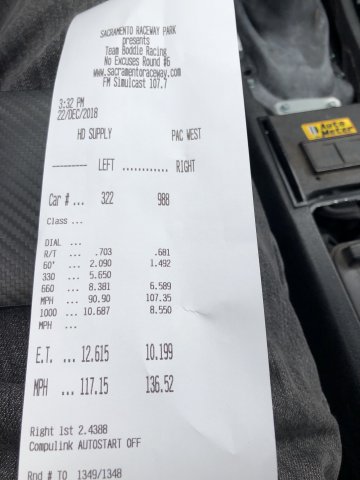 SACRAMENTO RACEWAY PARK
presents
Team Boddie Racing
No Excuses Round #6
www.sacramentoraceway.com
FM Simulcast 107.7
3:32 PM
22/DEC/2018
HD SUPPLY PAC WEST
--------- LEFT ............ RIGHT
Car # ... 322 988
Class ...
DIAL ...
R/T ... .703 .681
60" ... 2.090 1.492
330 ... 5.650
660 ... 8.381 6.589
MPH ... 90.90 107.35
1000 ... 10.687 8.550
MPH ...
E.T. ... 12.615 10.199
MPH ... 117.15 136.52
Right 1st 2.4388
Compulink AUTOSTART OFF
Rnd # TO 1349/1348
Auto
Meter